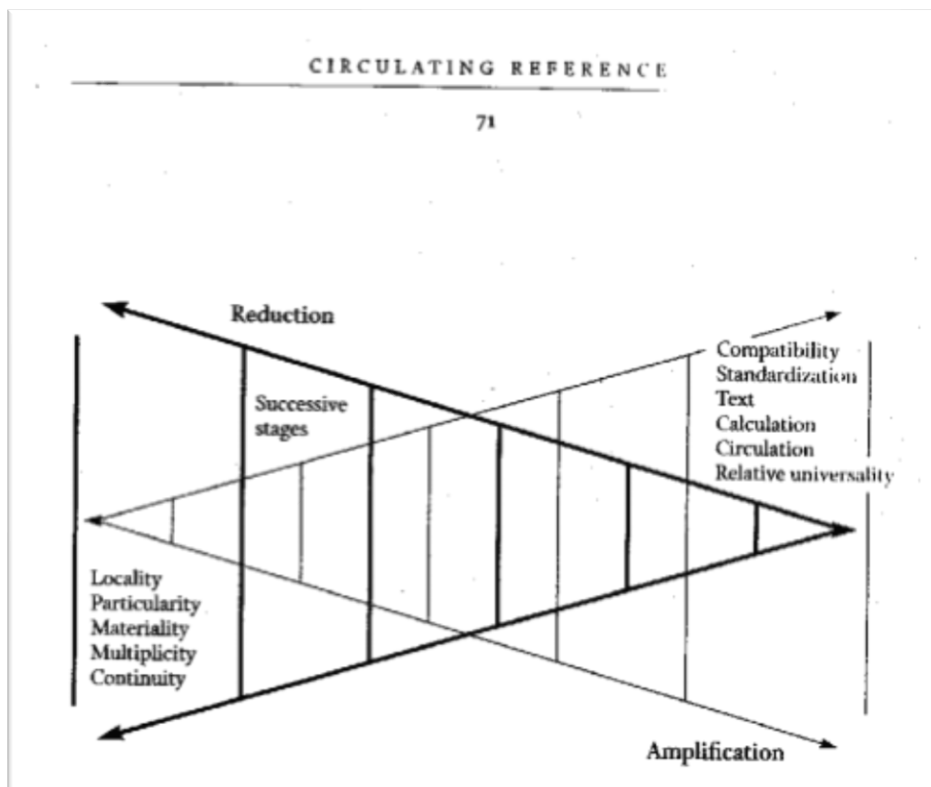 CIRCULATING REFERENCE
71
Reduction
Successive
stages
Compatibility
Standardization
Text
Calculation
Circulation
Relative universality
Locality
Particularity
Materiality
Multiplicity
Continuity
Amplification